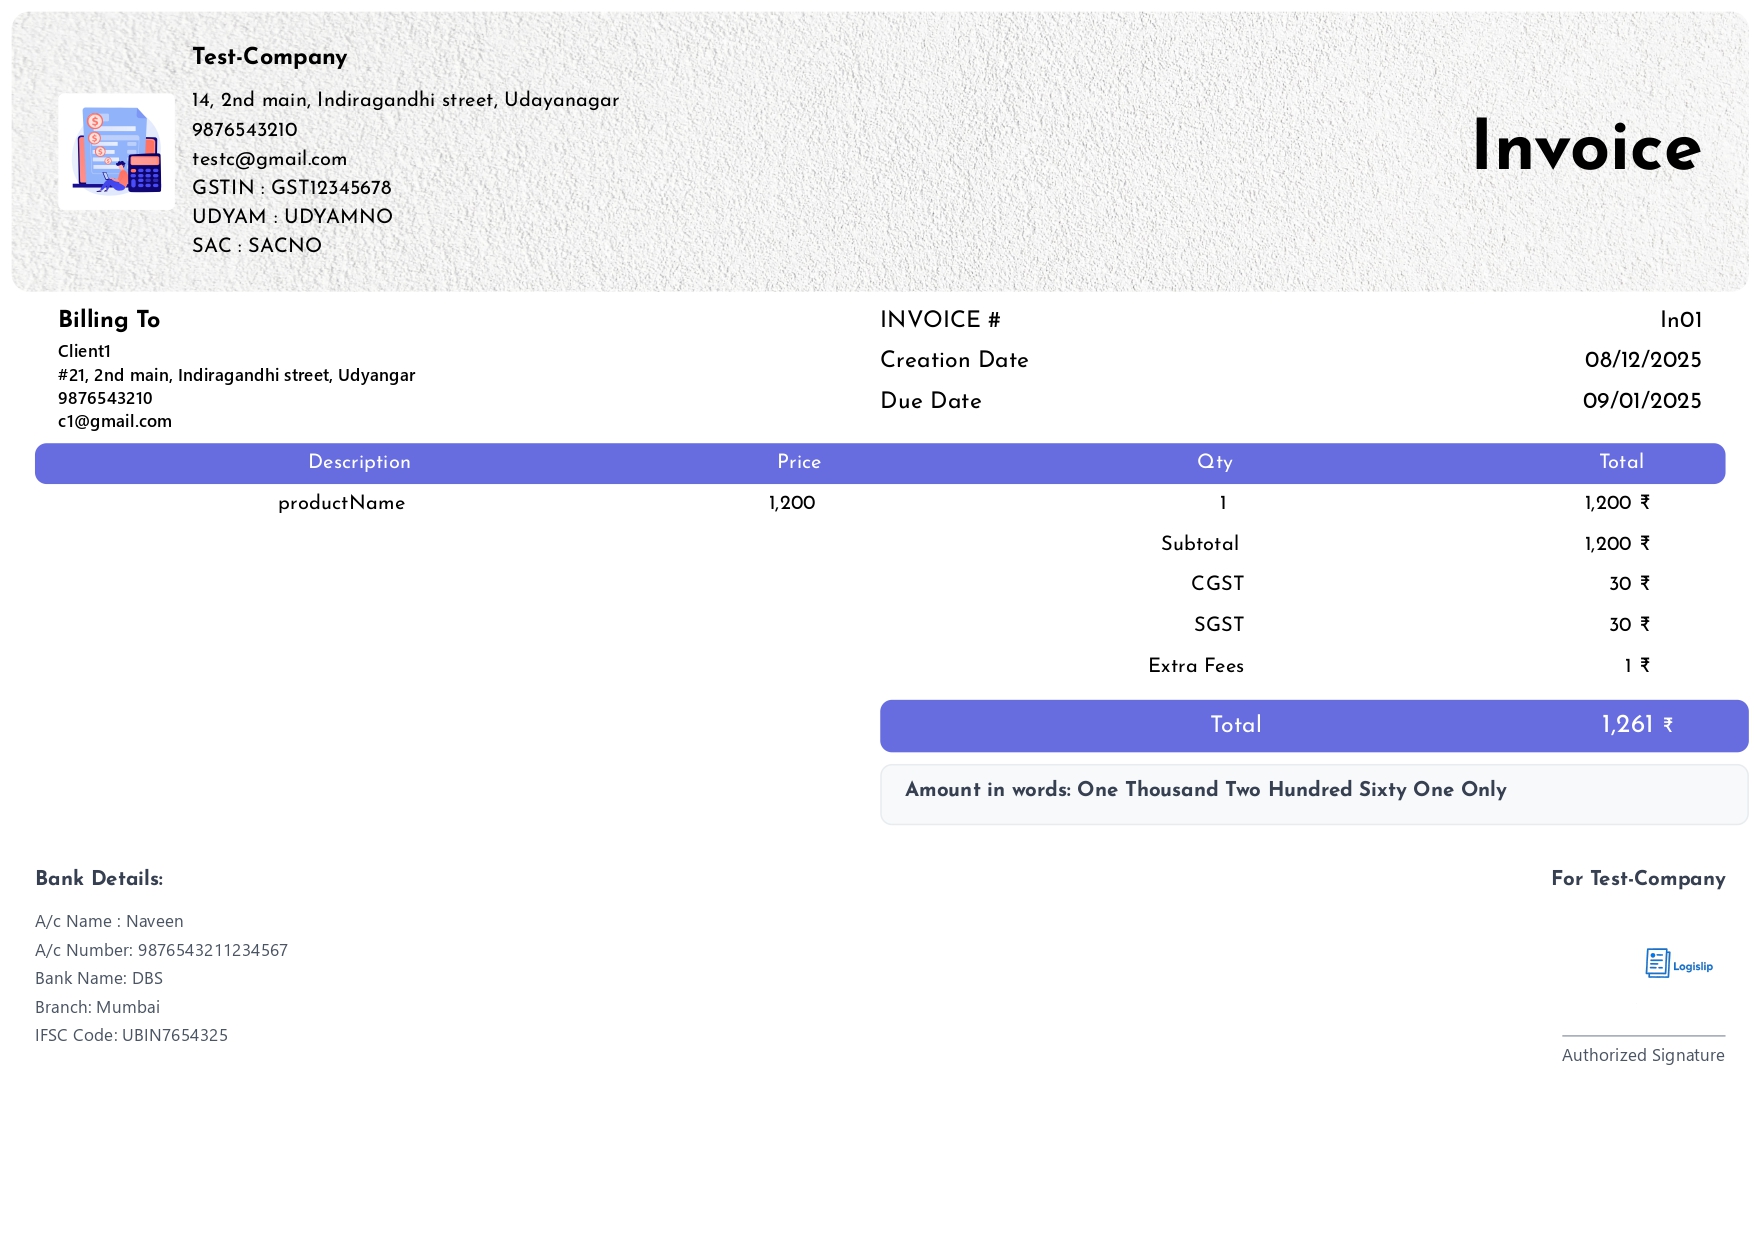 Test-Company
14, 2nd main, Indiragandhi street, Udayanagar
9876543210
testc@gmail.com
GSTIN : GST12345678
UDYAM : UDYAMNO
SAC : SACNO
Invoice
Billing To
Client1
#21, 2nd main, Indiragandhi street, Udyangar
9876543210
c1@gmail.com
INVOICE # In01
Creation Date 08/12/2025
Due Date 09/01/2025
Description Price Qty Total
productName 1,200 1 1,200 ₹
Subtotal 1,200 ₹
CGST 30 ₹
SGST 30 ₹
Extra Fees 1 ₹
Total 1,261 ₹
Amount in words: One Thousand Two Hundred Sixty One Only
Bank Details:
A/c Name : Naveen
A/c Number: 9876543211234567
Bank Name: DBS
Branch: Mumbai
IFSC Code: UBIN7654325
For Test-Company
Logislip
Authorized Signature